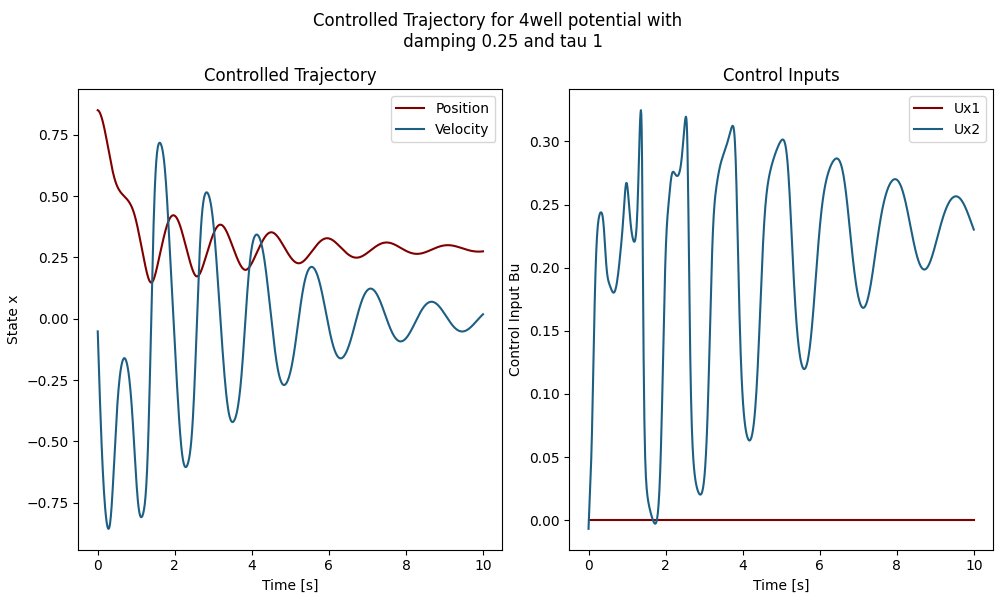 Controlled Trajectory for 4well potential with
damping 0.25 and tau 1
Controlled Trajectory
State x
0.75
0.50
0.25
0.00
−0.25
−0.50
−0.75
Position
Velocity
0
2
4
6
8
10
Time [s]
Control Inputs
Control Input Bu
0.30
0.25
0.20
0.15
0.10
0.05
0.00
Ux1
Ux2
0
2
4
6
8
10
Time [s]